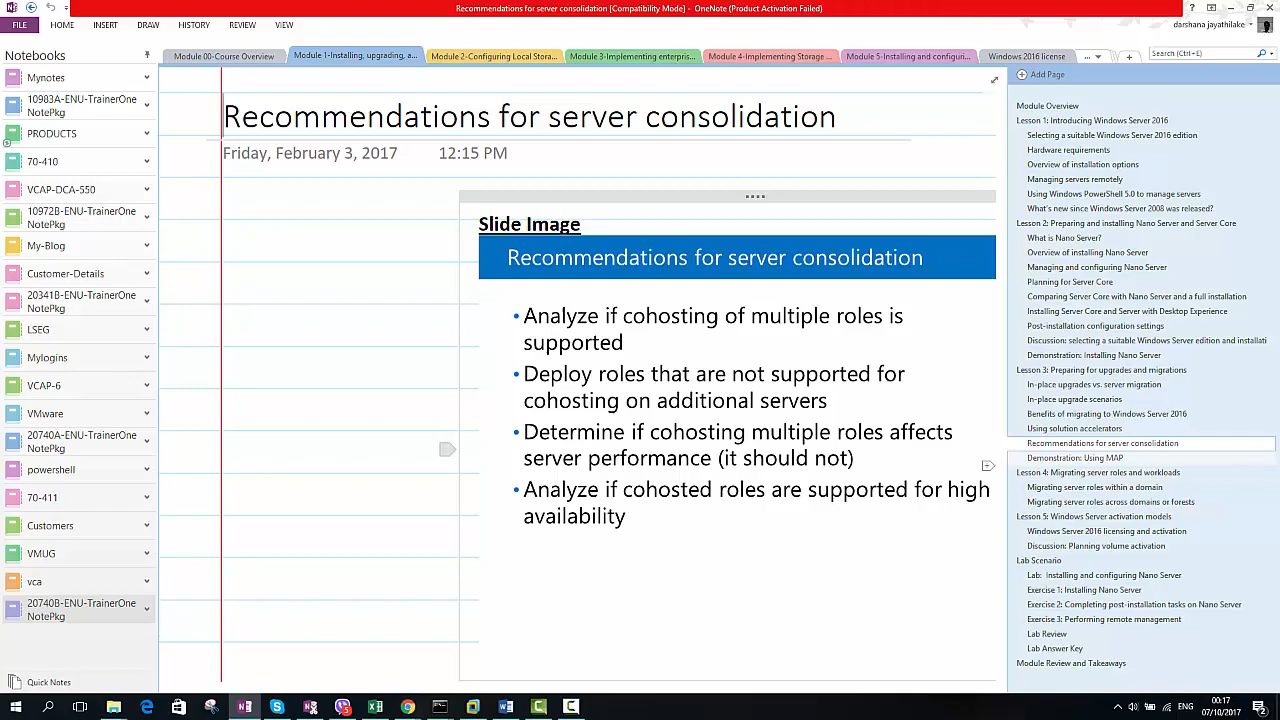 Recommendations for server consolidation [Compatibility Mode] - OneNote (Product Activation Failed)
FILE HOME INSERT DRAW HISTORY REVIEW VIEW
darshana jayathilake
Notebooks
Module 00-Course Overview
Module 1-Installing, upgrading, a...
Module 2-Configuring Local Stora...
Module 3-Implementing enterpris...
Module 4-Implementing Storage ...
Module 5-Installing and configuri...
Windows 2016 license
...
Search (Ctrl+E)
Mynotes
10983A-ENU-TrainerOne
NotePkg
PRODUCTS
70-410
VCAP-DCA-550
10972B-ENU-TrainerOne
NotePkg
My-Blog
Customer-Details
20341B-ENU-TrainerOne
NotePkg
LSEG
Mylogins
VCAP-6
VMware
20740A-ENU-TrainerOne
NotePkg
powershell
70-411
Customers
VMUG
vca
20740B-ENU-TrainerOne
NotePkg
Quick Notes
Recommendations for server consolidation
Friday, February 3, 2017 12:15 PM
Slide Image
Recommendations for server consolidation
• Analyze if cohosting of multiple roles is
supported
• Deploy roles that are not supported for
cohosting on additional servers
• Determine if cohosting multiple roles affects
server performance (it should not)
• Analyze if cohosted roles are supported for high
availability
Add Page
Module Overview
Lesson 1: Introducing Windows Server 2016
Selecting a suitable Windows Server 2016 edition
Hardware requirements
Overview of installation options
Managing servers remotely
Using Windows PowerShell 5.0 to manage servers
What's new since Windows Server 2008 was released?
Lesson 2: Preparing and installing Nano Server and Server Core
What is Nano Server?
Overview of installing Nano Server
Managing and configuring Nano Server
Planning for Server Core
Comparing Server Core with Nano Server and a full installation
Installing Server Core and Server with Desktop Experience
Post-installation configuration settings
Discussion: selecting a suitable Windows Server edition and installati
Demonstration: Installing Nano Server
Lesson 3: Preparing for upgrades and migrations
In-place upgrades vs. server migration
In-place upgrade scenarios
Benefits of migrating to Windows Server 2016
Using solution accelerators
Recommendations for server consolidation
Demonstration: Using MAP
Lesson 4: Migrating server roles and workloads
Migrating server roles within a domain
Migrating server roles across domains or forests
Lesson 5: Windows Server activation models
Windows Server 2016 licensing and activation
Discussion: Planning volume activation
Lab Scenario
Lab: Installing and configuring Nano Server
Exercise 1: Installing Nano Server
Exercise 2: Completing post-installation tasks on Nano Server
Exercise 3: Performing remote management
Lab Review
Lab Answer Key
Module Review and Takeaways
ENG
00:17
07/10/2017